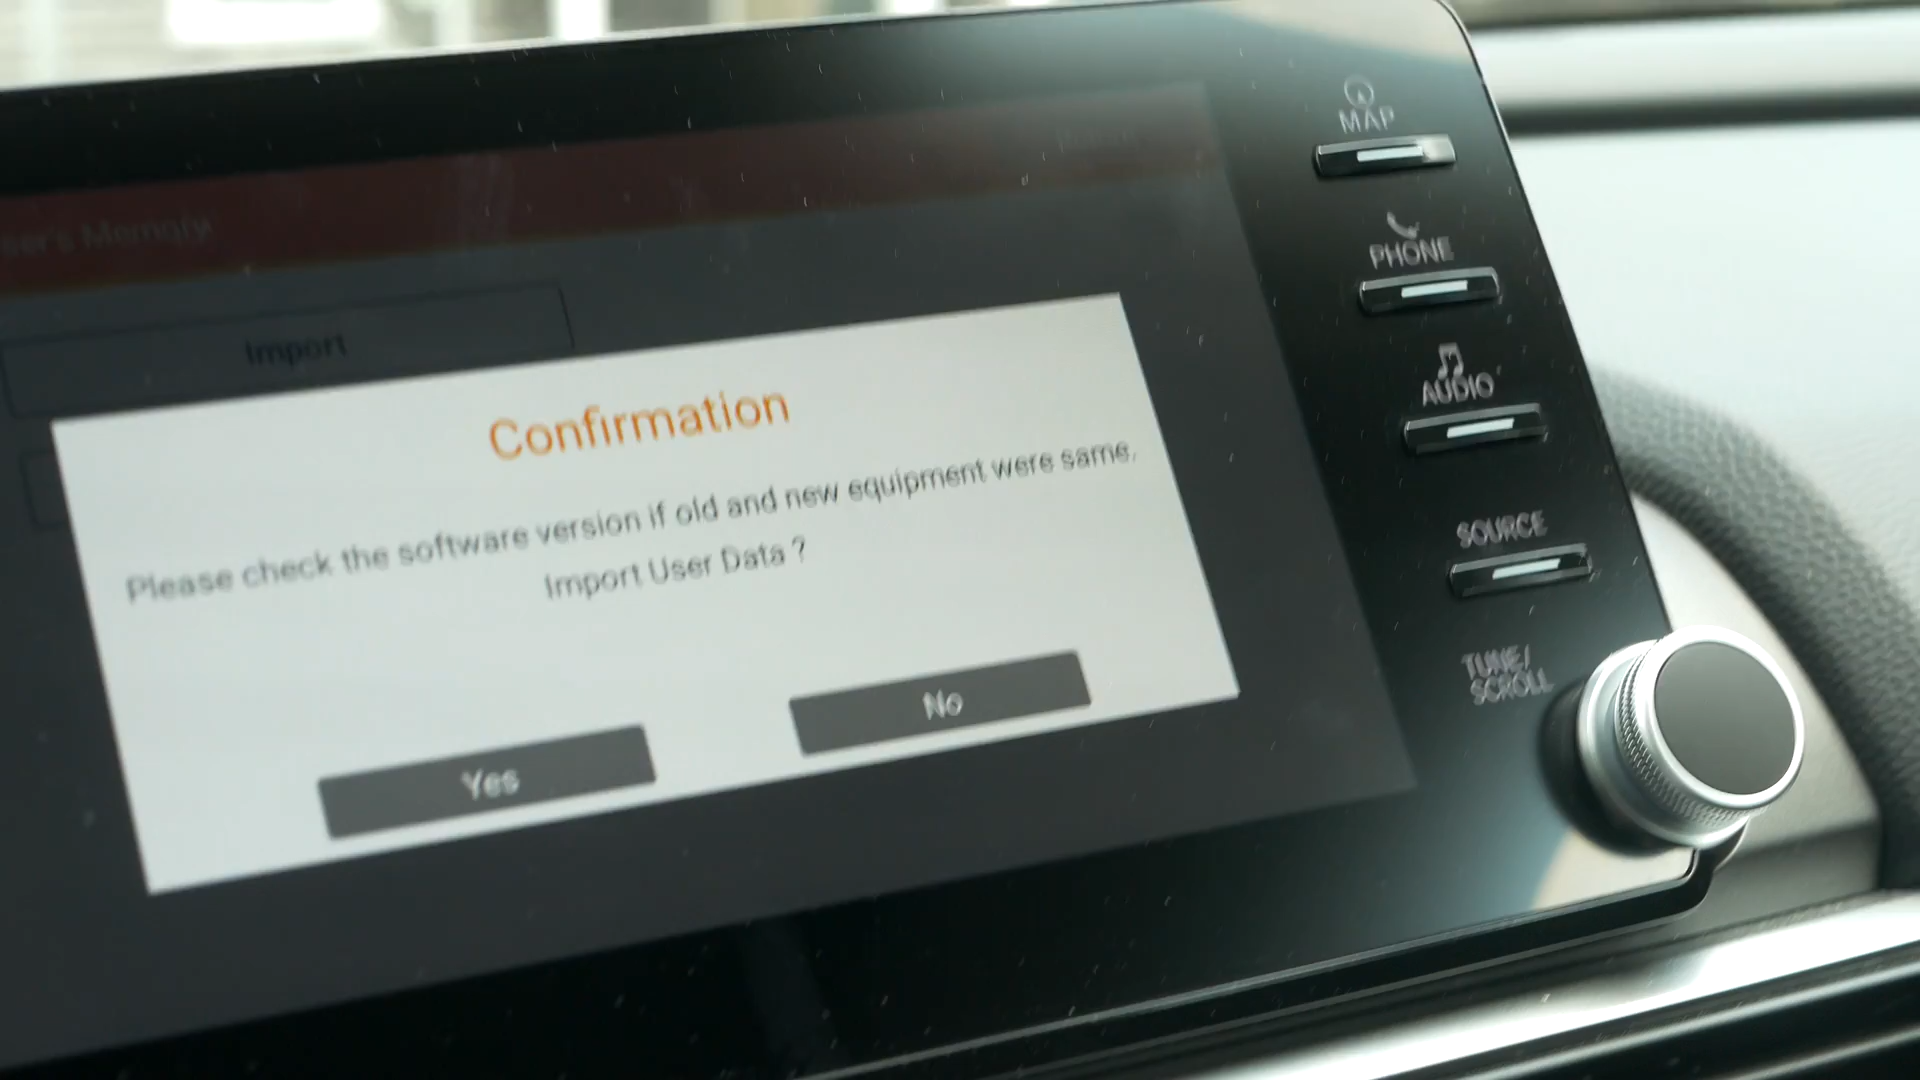 MAP
PHONE
AUDIO
SOURCE
TUNE/
SCROLL
Memory
Import
Confirmation
Please check the software version if old and new equipment were same.
Import User Data ?
Yes
No